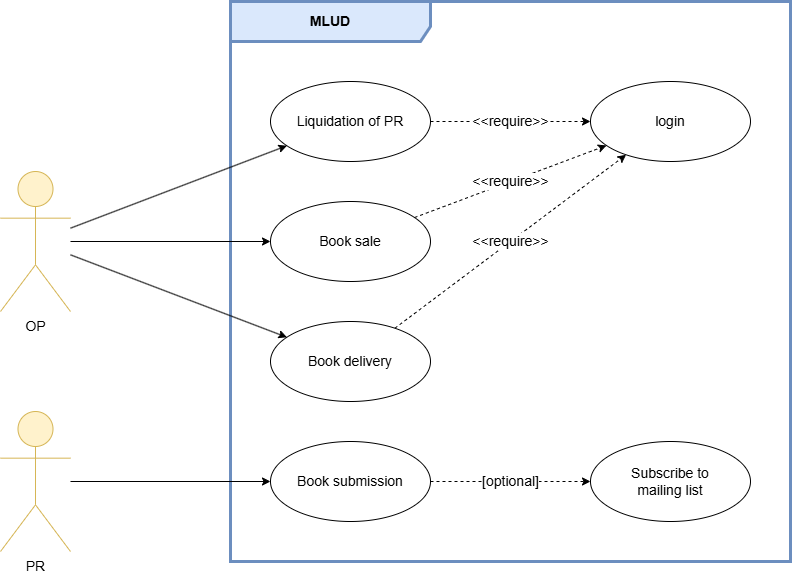 MLUD
Liquidation of PR
<<require>>
login
<<require>>
Book sale
<<require>>
OP
Book delivery
Book submission
[optional]
Subscribe to
mailing list
PR